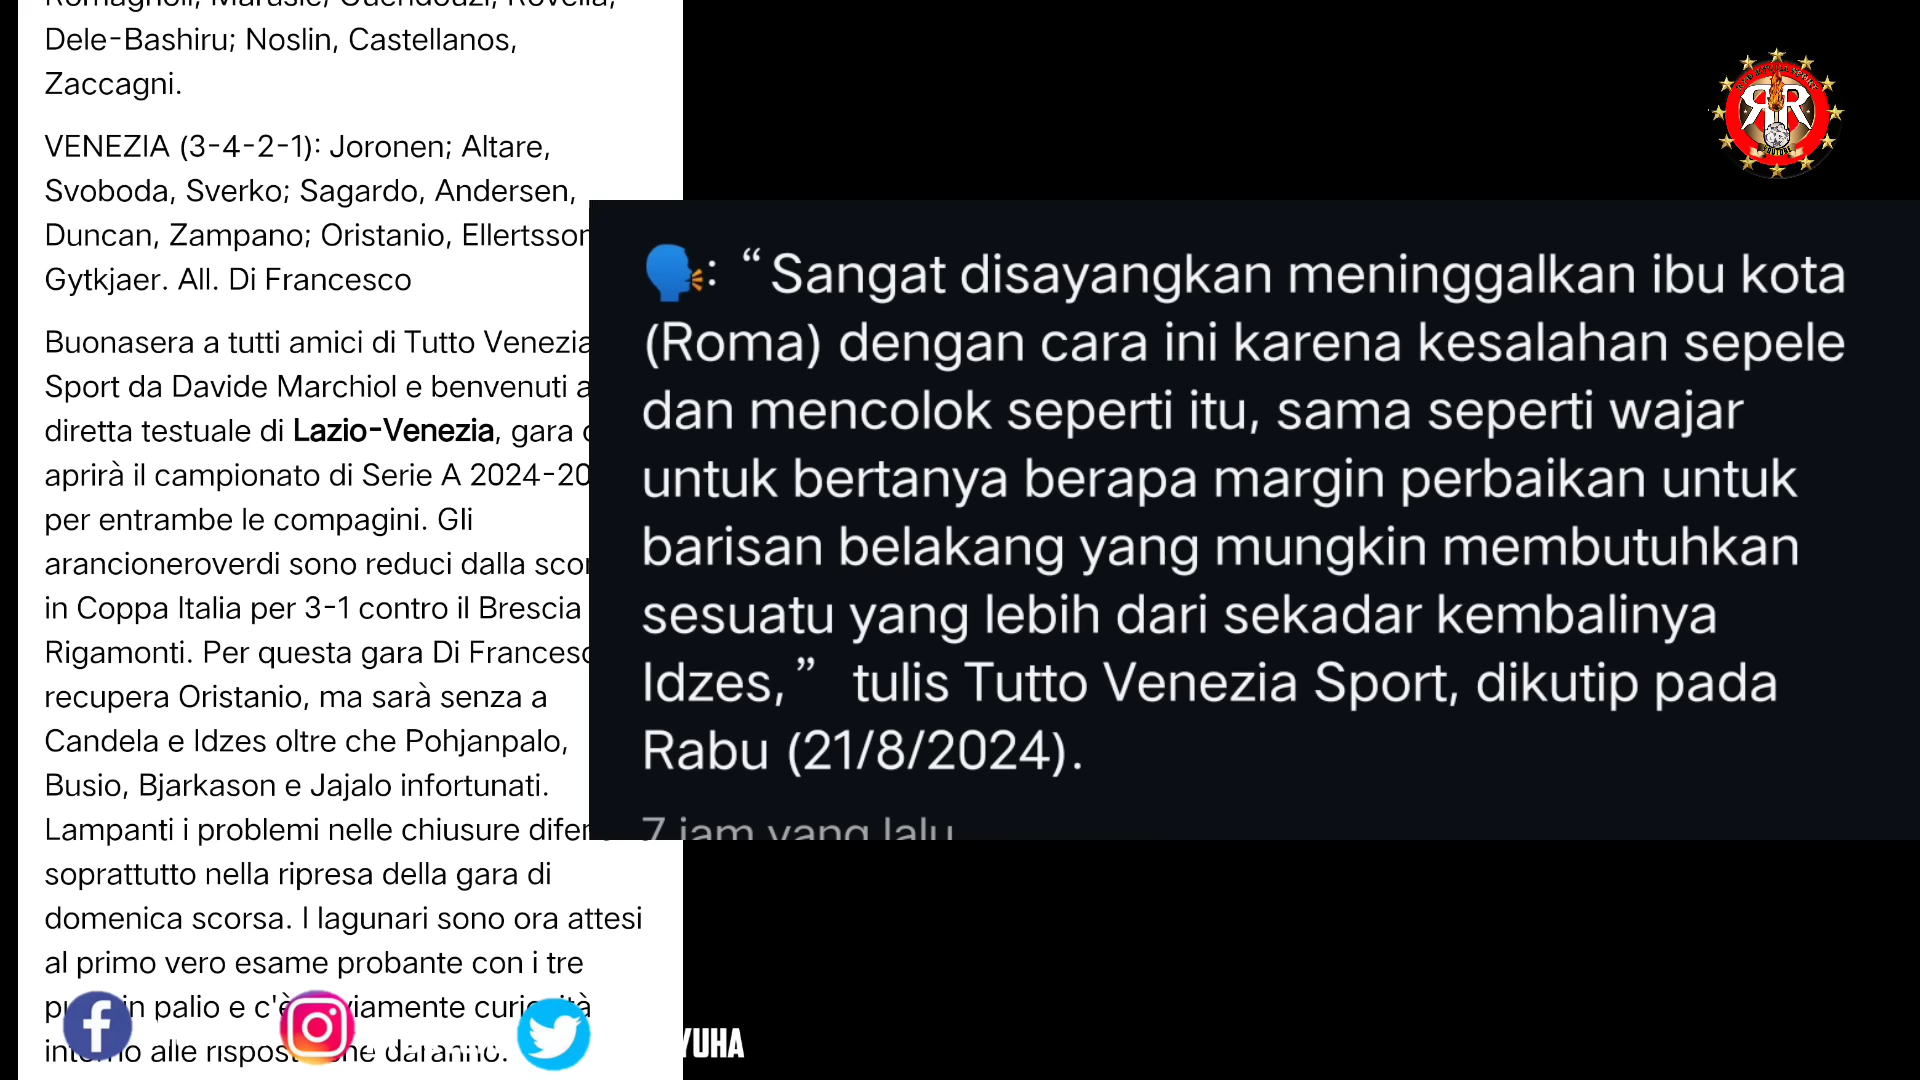 Dele-Bashiru; Noslin, Castellanos,
Zaccagni.
VENEZIA (3-4-2-1): Joronen; Altare,
Svoboda, Sverko; Sagardo, Andersen,
Duncan, Zampano; Oristanio, Ellertsson
Gytkjaer. All. Di Francesco
Buonasera a tutti amici di Tutto Venezia
Sport da Davide Marchiol e benvenuti a
diretta testuale di Lazio-Venezia, gara
aprirà il campionato di Serie A 2024-20
per entrambe le compagini. Gli
arancioneroverdi sono reduci dalla
in Coppa Italia per 3-1 contro il Brescia
Rigamonti. Per questa gara Di Francesc
recupera Oristanio, ma sarà senza a
Candela e Idzes oltre che Pohjanpalo,
Busio, Bjarkason e Jajalo infortunati.
Lampanti i problemi nelle chiusure
soprattutto nella ripresa della gara di
domenica scorsa. I lagunari sono ora attesi
al primo vero esame probante con i tre
in palio e c'è
alle
🗣: “Sangat disayangkan meninggalkan ibu kota
(Roma) dengan cara ini karena kesalahan sepele
dan mencolok seperti itu, sama seperti wajar
untuk bertanya berapa margin perbaikan untuk
barisan belakang yang mungkin membutuhkan
sesuatu yang lebih dari sekadar kembalinya
Idzes,” tulis Tutto Venezia Sport, dikutip pada
Rabu (21/8/2024).
7 jam yang lalu
YUHA